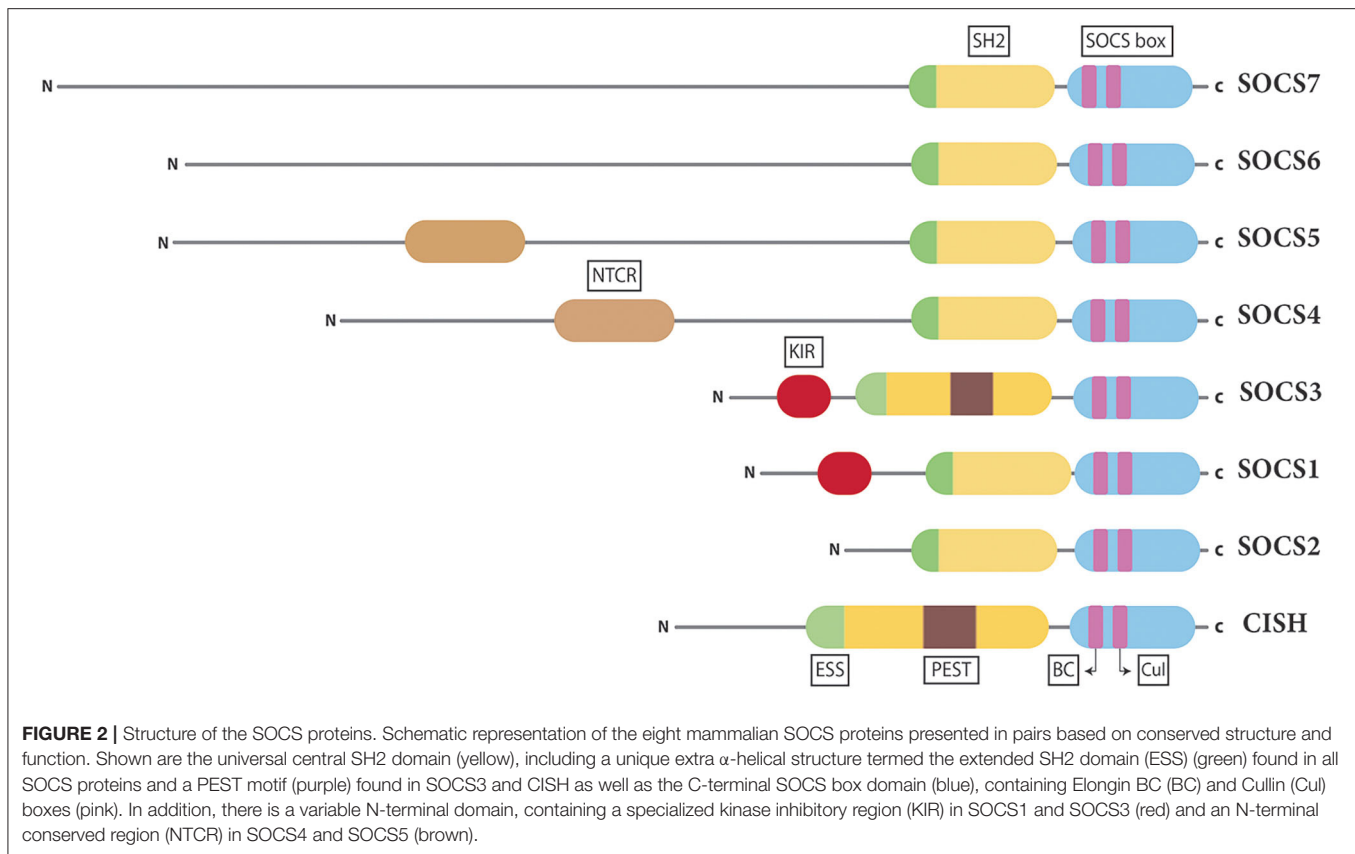 SH2 SOCS box
N C SOCS7
N C SOCS6
N C SOCS5
NTCR
N C SOCS4
KIR
N C SOCS3
N C SOCS1
N C SOCS2
N C CISH
ESS PEST BC Cul
FIGURE 2 | Structure of the SOCS proteins. Schematic representation of the eight mammalian SOCS proteins presented in pairs based on conserved structure and
function. Shown are the universal central SH2 domain (yellow), including a unique extra α-helical structure termed the extended SH2 domain (ESS) (green) found in all
SOCS proteins and a PEST motif (purple) found in SOCS3 and CISH as well as the C-terminal SOCS box domain (blue), containing Elongin BC (BC) and Cullin (Cul)
boxes (pink). In addition, there is a variable N-terminal domain, containing a specialized kinase inhibitory region (KIR) in SOCS1 and SOCS3 (red) and an N-terminal
conserved region (NTCR) in SOCS4 and SOCS5 (brown).